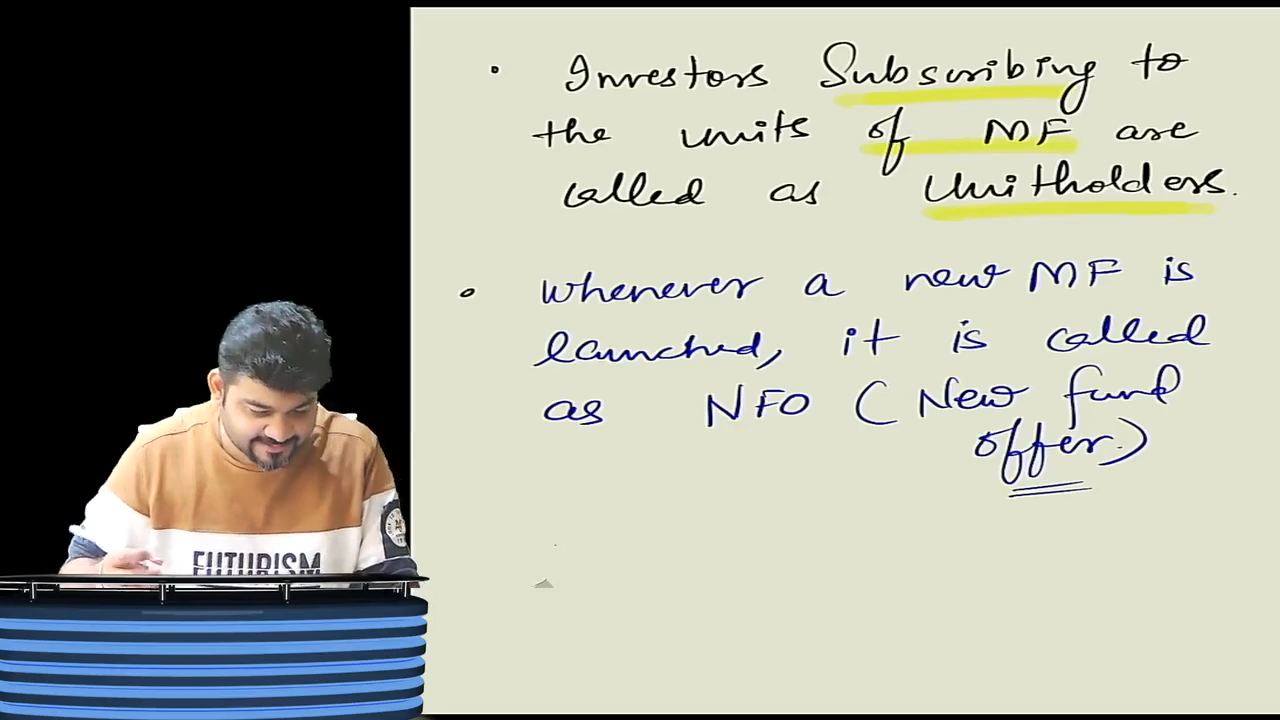 • Investors Subscribing to
the units of MF are
called as Unitholders.
• Whenever a new MF is
launched, it is called
as NFO (New fund
offer.)
FUTURISM